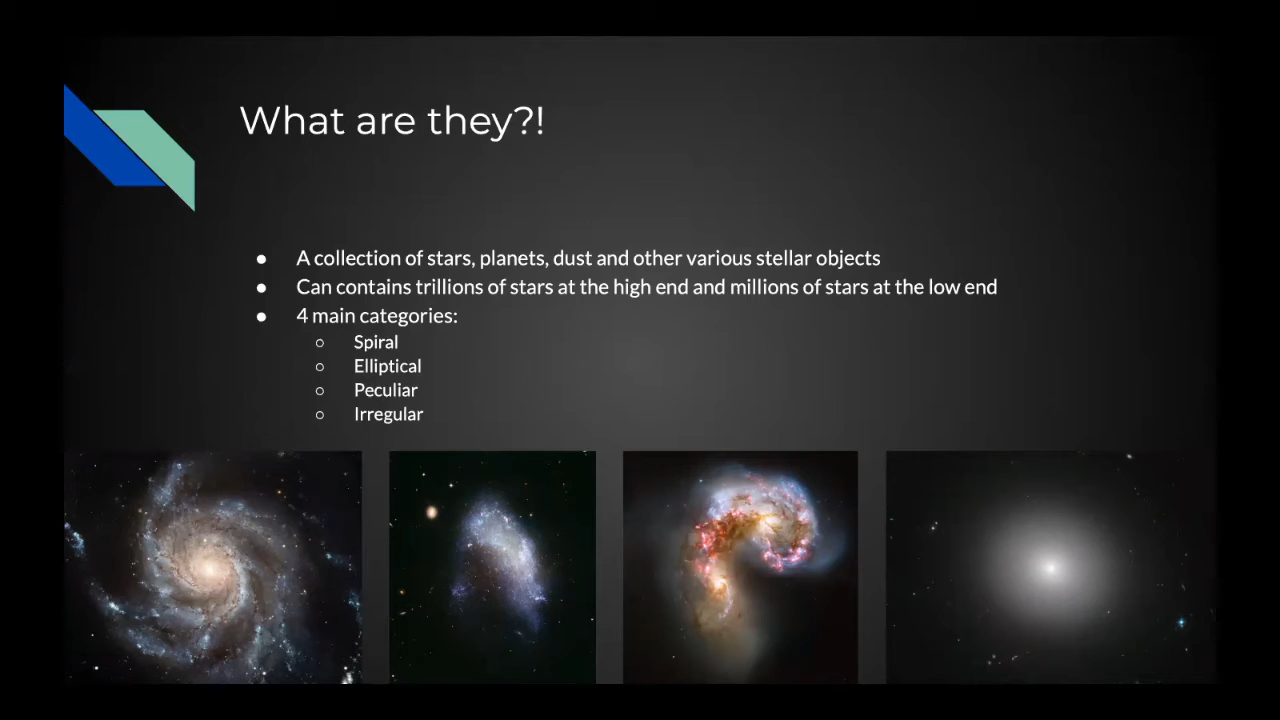 What are they?!
● A collection of stars, planets, dust and other various stellar objects
● Can contains trillions of stars at the high end and millions of stars at the low end
● 4 main categories:
○ Spiral
○ Elliptical
○ Peculiar
○ Irregular